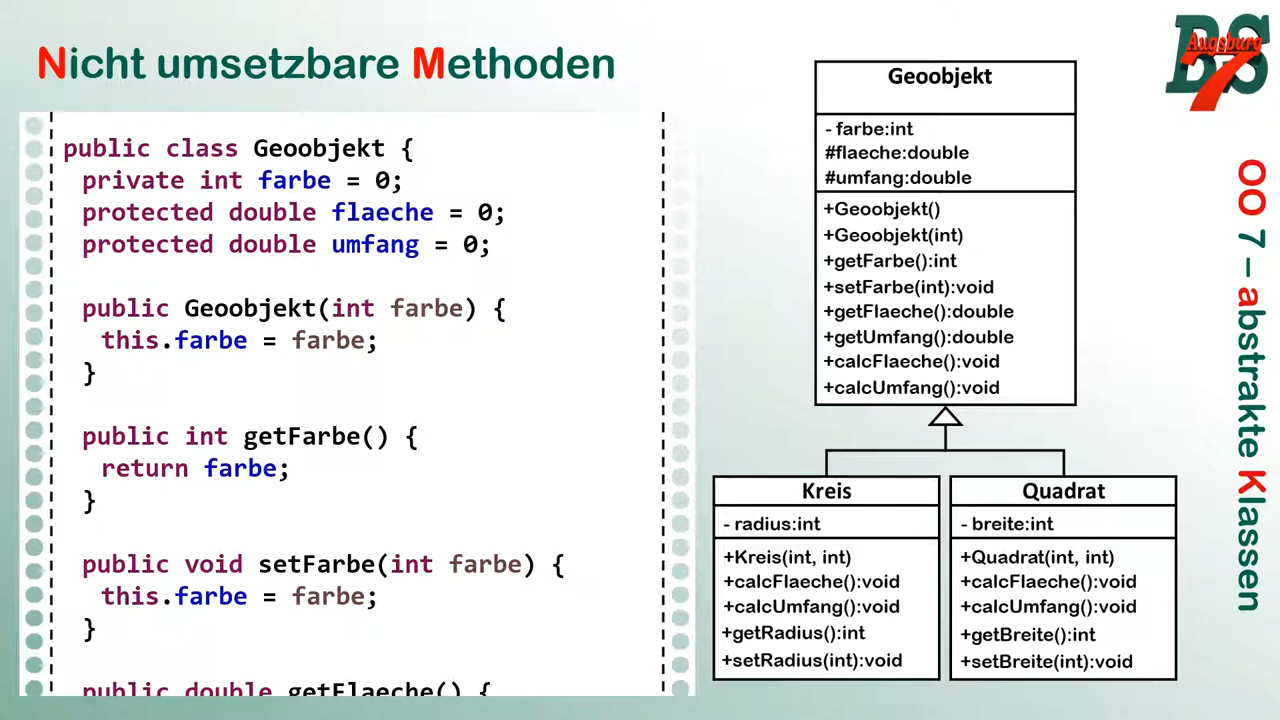 Nicht umsetzbare Methoden
public class Geoobjekt {
private int farbe = 0;
protected double flaeche = 0;
protected double umfang = 0;
public Geoobjekt(int farbe) {
this.farbe = farbe;
}
public int getFarbe() {
return farbe;
}
public void setFarbe(int farbe) {
this.farbe = farbe;
}
public double getFlaeche() {
Geoobjekt
- farbe:int
#flaeche:double
#umfang:double
+Geoobjekt()
+Geoobjekt(int)
+getFarbe():int
+setFarbe(int):void
+getFlaeche():double
+getUmfang():double
+calcFlaeche():void
+calcUmfang():void
Kreis
- radius:int
+Kreis(int, int)
+calcFlaeche():void
+calcUmfang():void
+getRadius():int
+setRadius(int):void
Quadrat
- breite:int
+Quadrat(int, int)
+calcFlaeche():void
+calcUmfang():void
+getBreite():int
+setBreite(int):void
BS
Augsburg
7
OO 7 – abstrakte Klassen